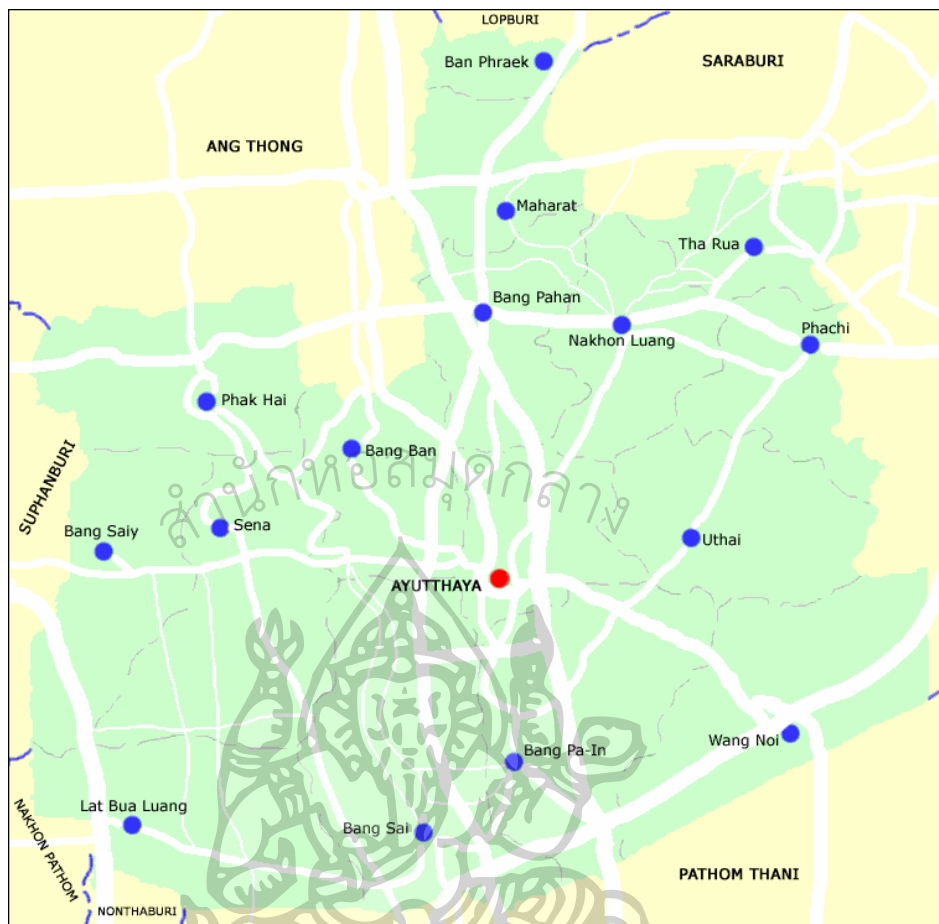 LOPBURI
Ban Phraek
SARABURI
ANG THONG
Maharat
Tha Rua
Bang Pahan
Phachi
Nakhon Luang
Phak Hai
Bang Ban
SUPHANBURI
สำนักหอสมุดกลาง
Sena
Bang Saiy
Uthai
AYUTTHAYA
Wang Noi
Bang Pa-In
Lat Bua Luang
Bang Sai
NAKHON PATHOM
PATHOM THANI
NONTHABURI